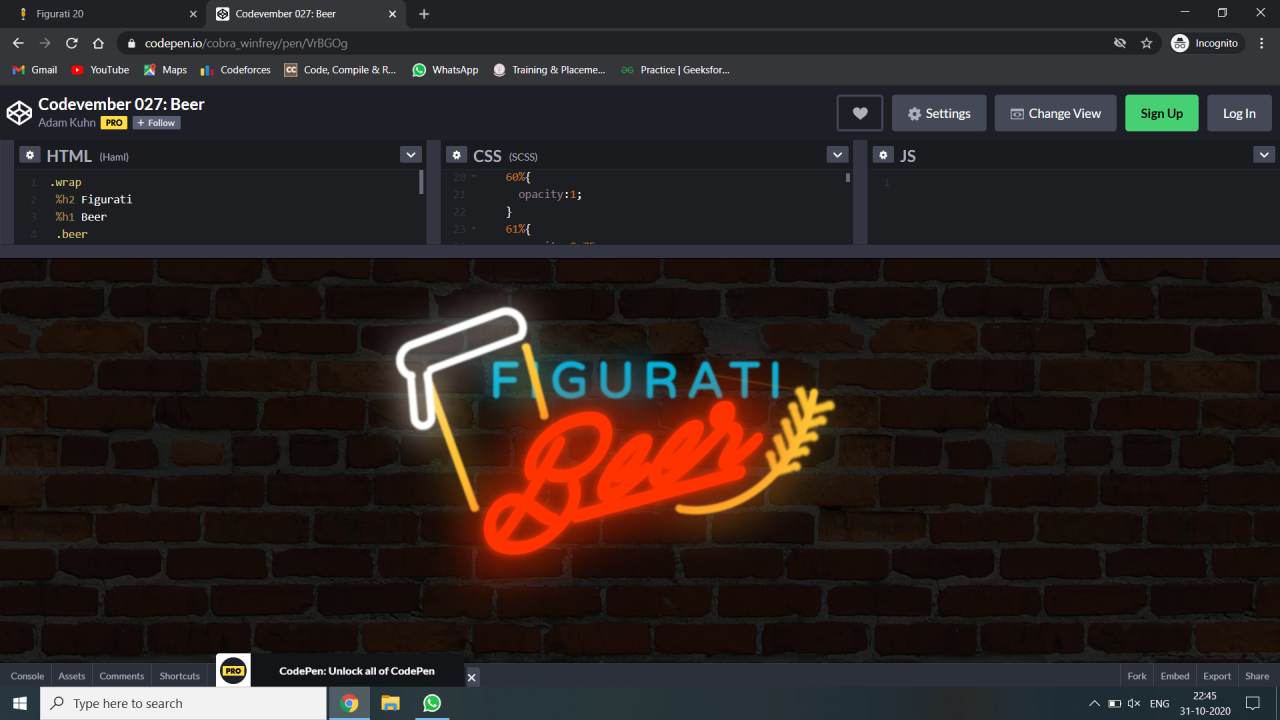 Figurati 20
Codevember 027: Beer
codepen.io/cobra_winfrey/pen/VrBGOg
Incognito
Gmail
YouTube
Maps
Codeforces
Code, Compile & R...
WhatsApp
Training & Placeme...
Practice | Geeksfor...
Codevember 027: Beer
Adam Kuhn
PRO
+ Follow
Settings
Change View
Sign Up
Log In
HTML (Haml)
1 .wrap
2 %h2 Figurati
3 %h1 Beer
4 .beer
CSS (SCSS)
20 60%{
21 opacity:1;
22 }
23 61%{
JS
1
FIGURATI
Beer
Console
Assets
Comments
Shortcuts
PRO
CodePen: Unlock all of CodePen
Fork
Embed
Export
Share
Type here to search
ENG
22:45
31-10-2020